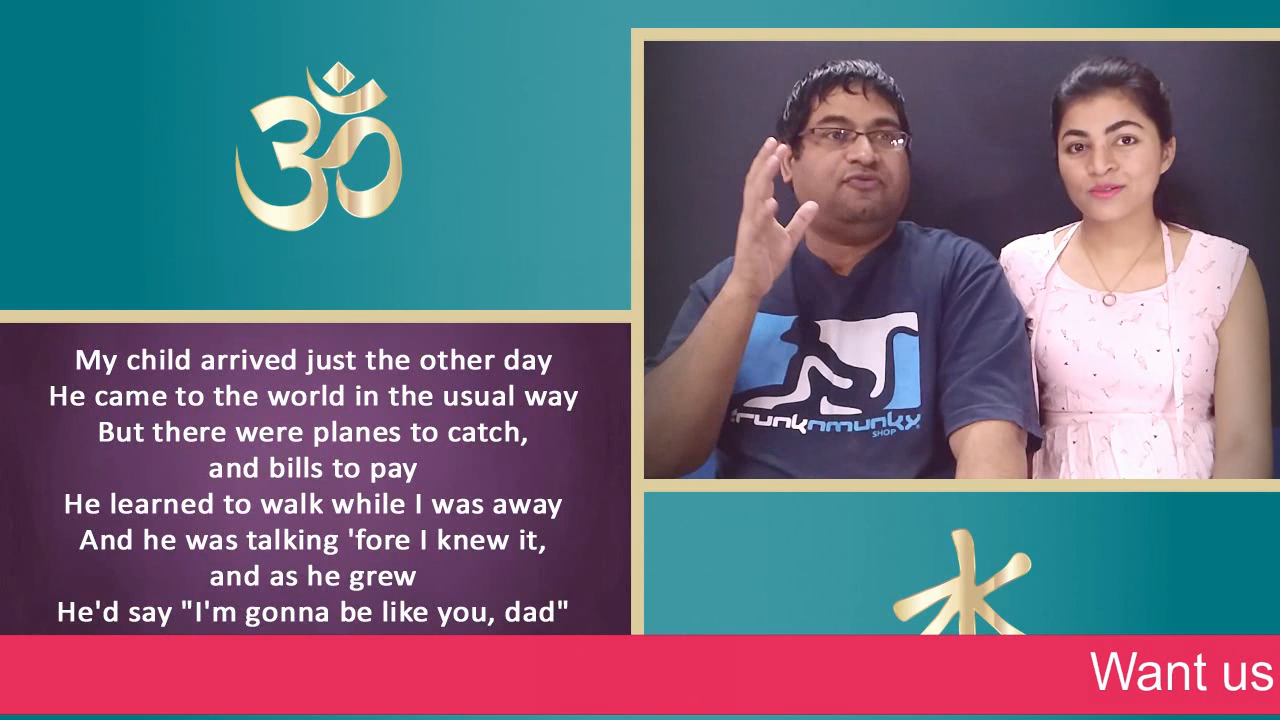 ॐ
My child arrived just the other day
He came to the world in the usual way
But there were planes to catch,
and bills to pay
He learned to walk while I was away
And he was talking 'fore I knew it,
and as he grew
He'd say "I'm gonna be like you, dad"
runknmunky
SHOP
Want us